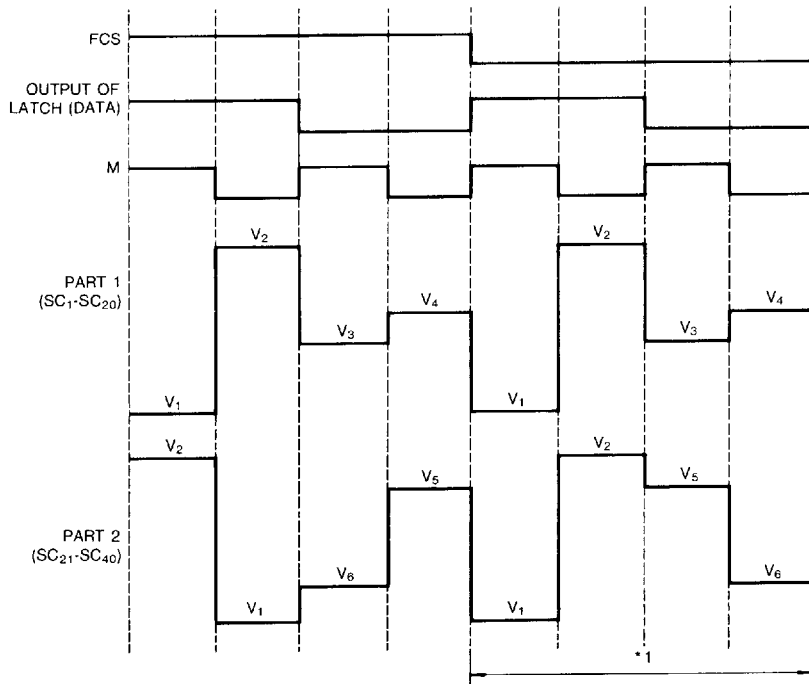 FCS
OUTPUT OF
LATCH (DATA)
M
V₂ V₂
PART 1
(SC₁-SC₂₀)
V₄ V₄
V₃ V₃
V₁ V₁
V₂ V₂
V₅ V₅
PART 2
(SC₂₁-SC₄₀)
V₆ V₆
V₁ V₁
*1